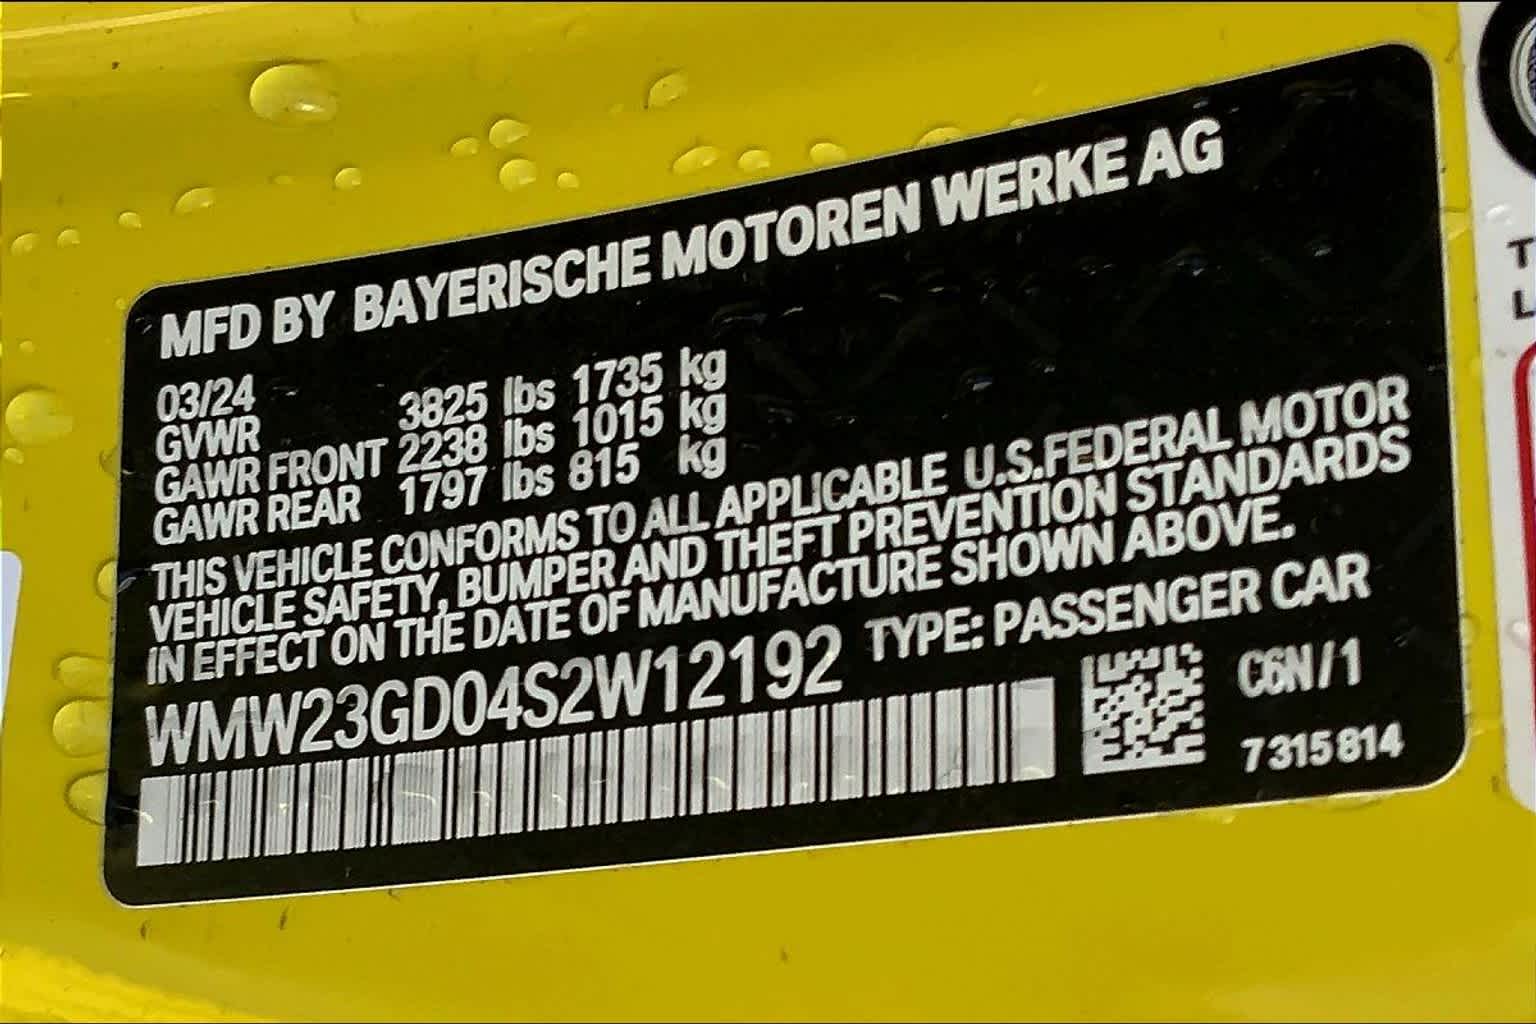 MFD BY BAYERISCHE MOTOREN WERKE AG
03/24
GVWR 3825 lbs 1735 kg
GAWR FRONT 2238 lbs 1015 kg
GAWR REAR 1797 lbs 815 kg
THIS VEHICLE CONFORMS TO ALL APPLICABLE U.S.FEDERAL MOTOR
VEHICLE SAFETY, BUMPER AND THEFT PREVENTION STANDARDS
IN EFFECT ON THE DATE OF MANUFACTURE SHOWN ABOVE.
WMW23GD04S2W12192 TYPE: PASSENGER CAR
C6N/1
7315814